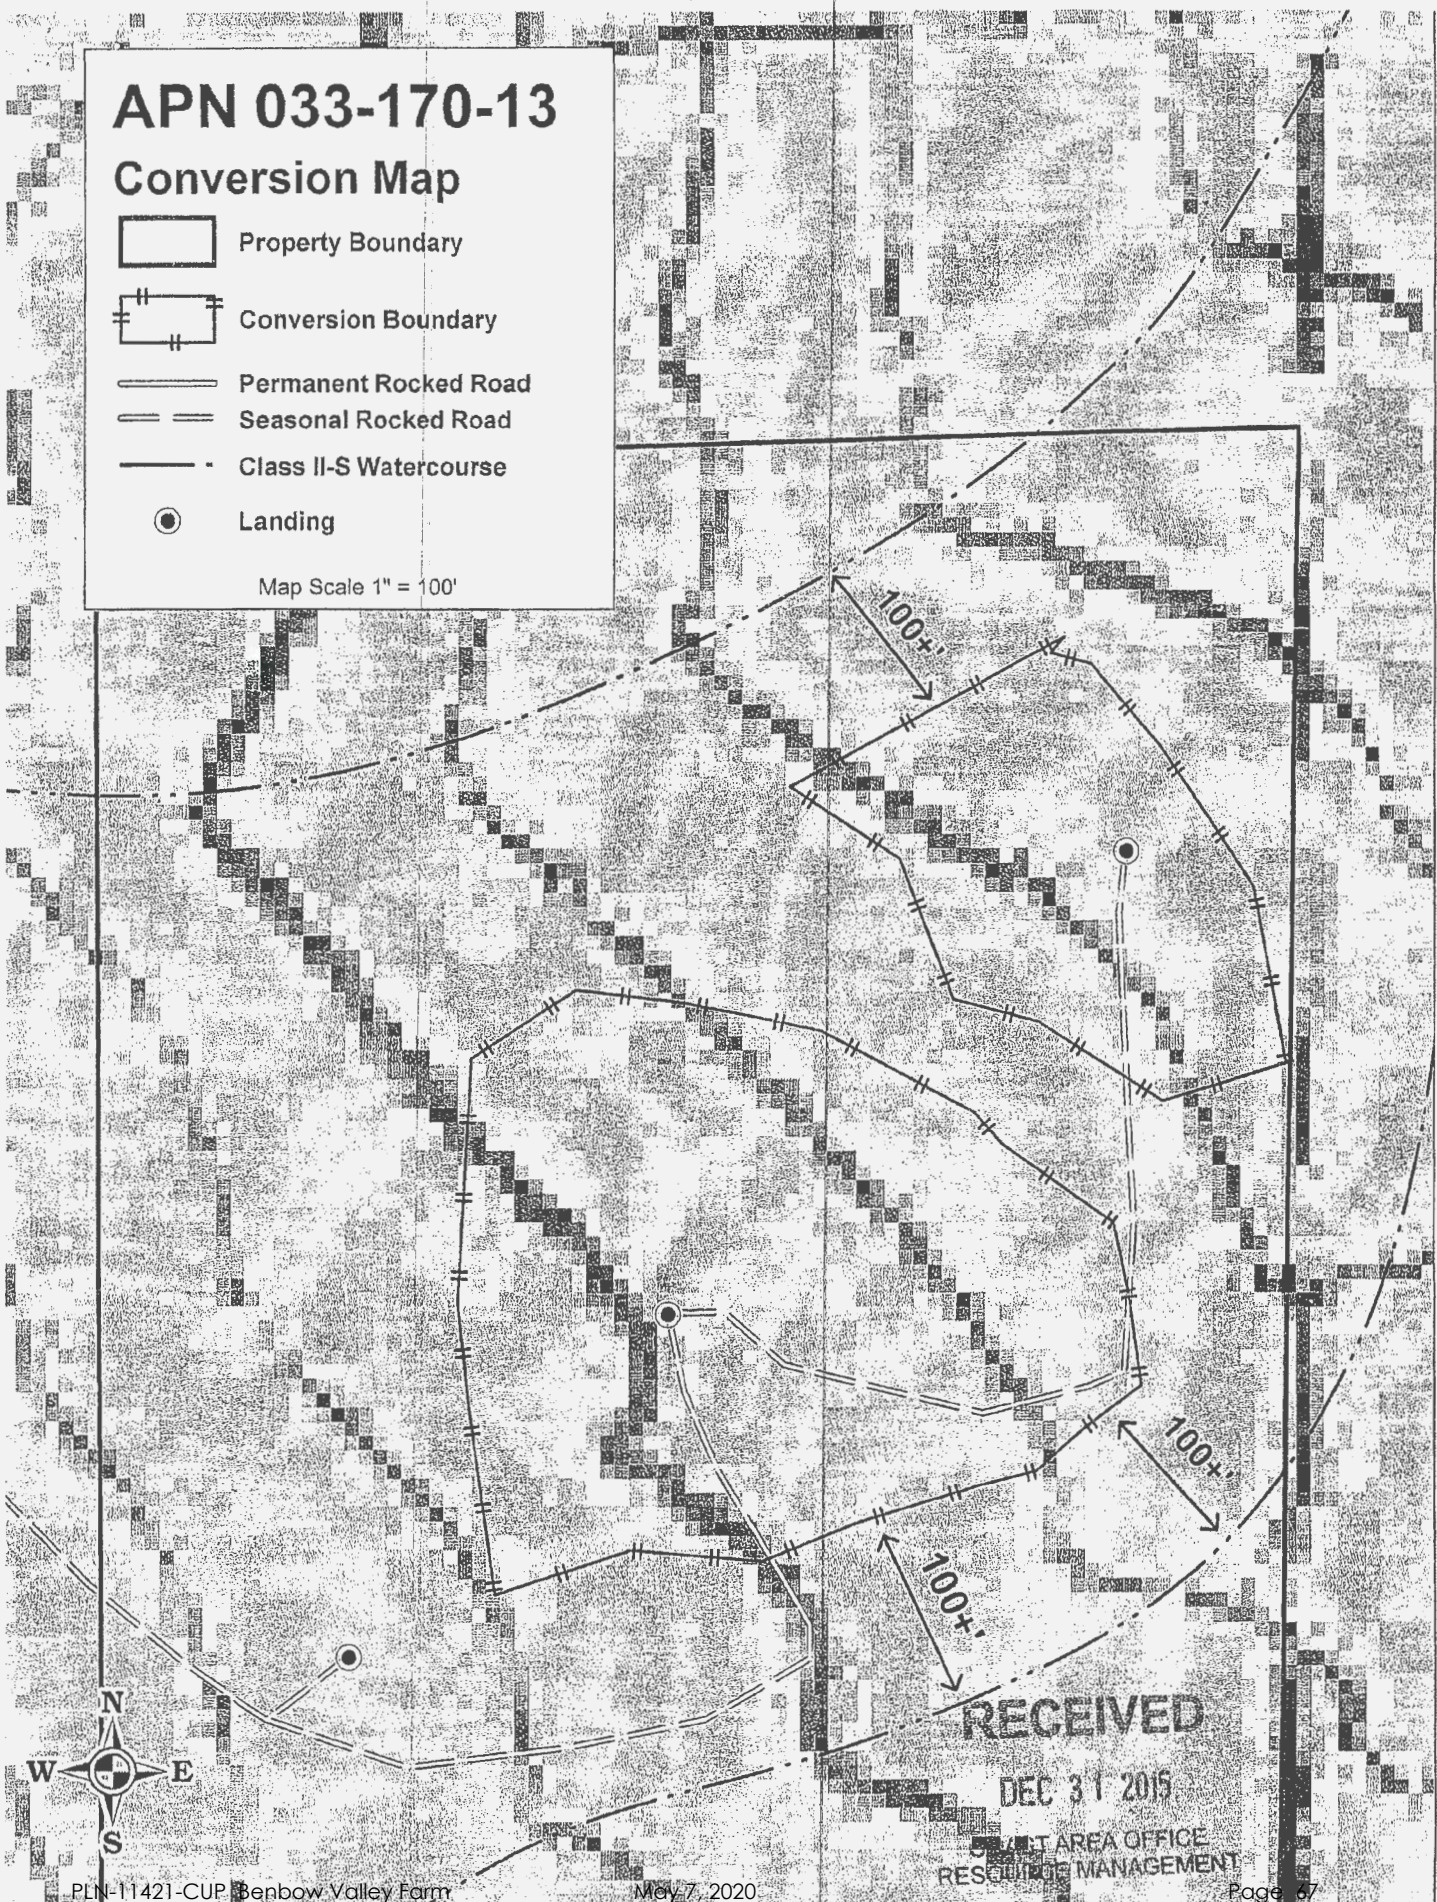 APN 033-170-13
Conversion Map
Property Boundary
Conversion Boundary
Permanent Rocked Road
Seasonal Rocked Road
Class II-S Watercourse
Landing
Map Scale 1" = 100'
100+'
100+'
100+'
N
W E
S
RECEIVED
DEC 31 2015
AREA OFFICE
RESOURCE MANAGEMENT
PLN-11421-CUP Benbow Valley Farm May 7, 2020 Page 67